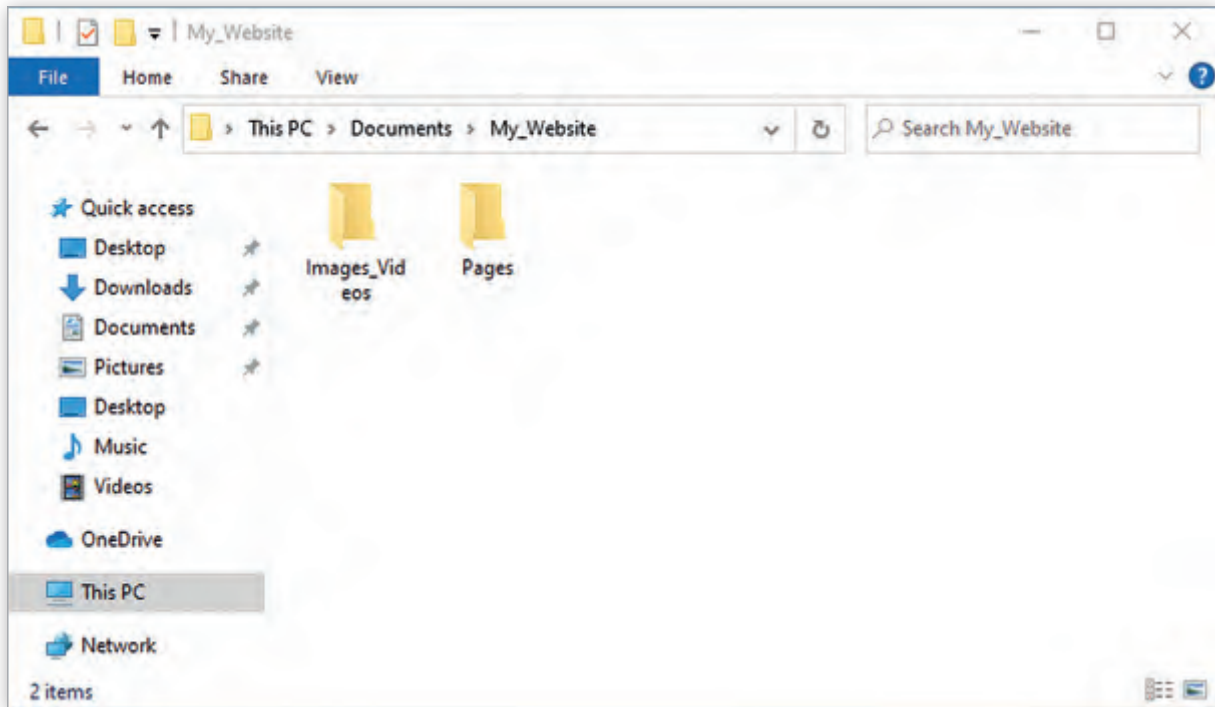 My_Website
File Home Share View
This PC > Documents > My_Website
Search My_Website
Quick access
Desktop
Downloads
Documents
Pictures
Desktop
Music
Videos
OneDrive
This PC
Network
Images_Vid
eos
Pages
2 items